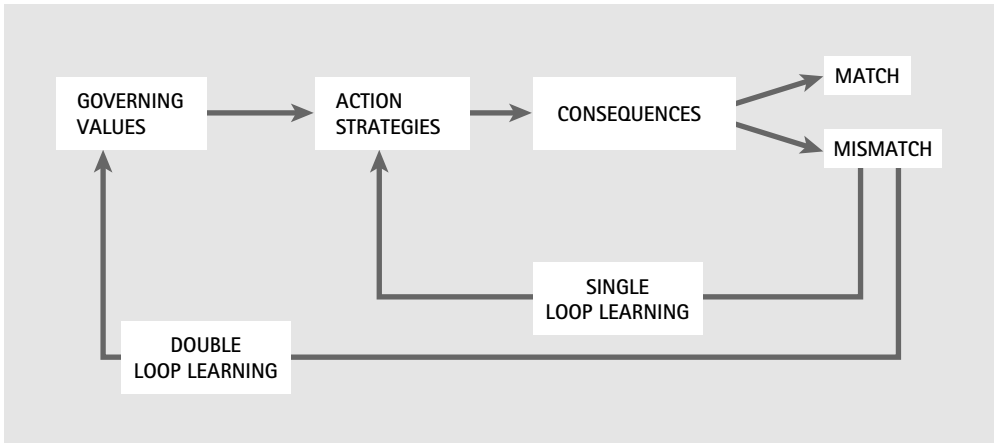 GOVERNING
VALUES
ACTION
STRATEGIES
CONSEQUENCES
MATCH
MISMATCH
SINGLE
LOOP LEARNING
DOUBLE
LOOP LEARNING